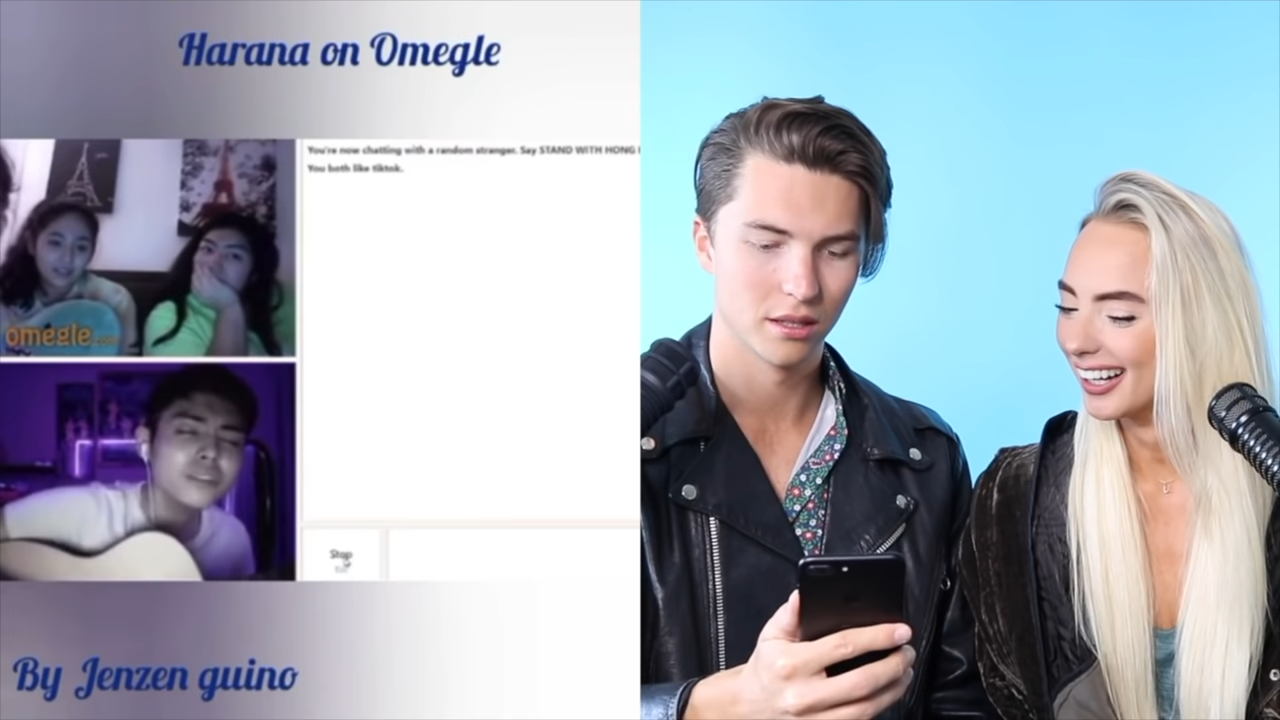 Harana on Omegle
You're now chatting with a random stranger. Say STAND WITH HONG
You both like tiktok.
omegle
Stop
By Jenzen guino